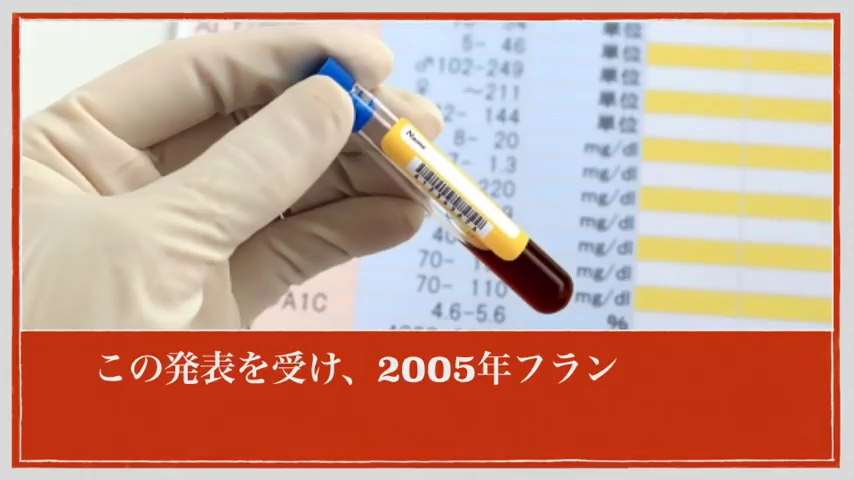 単位
5- 46 単位
♂102-249 単位
♀ ～211 単位
144 単位
8- 20 mg/dl
1.3 mg/dl
220 mg/dl
mg/dl
40 mg/dl
70- mg/dl
70- 110 mg/dl
A1C 4.6-5.6 %
Name
この発表を受け、2005年フラン